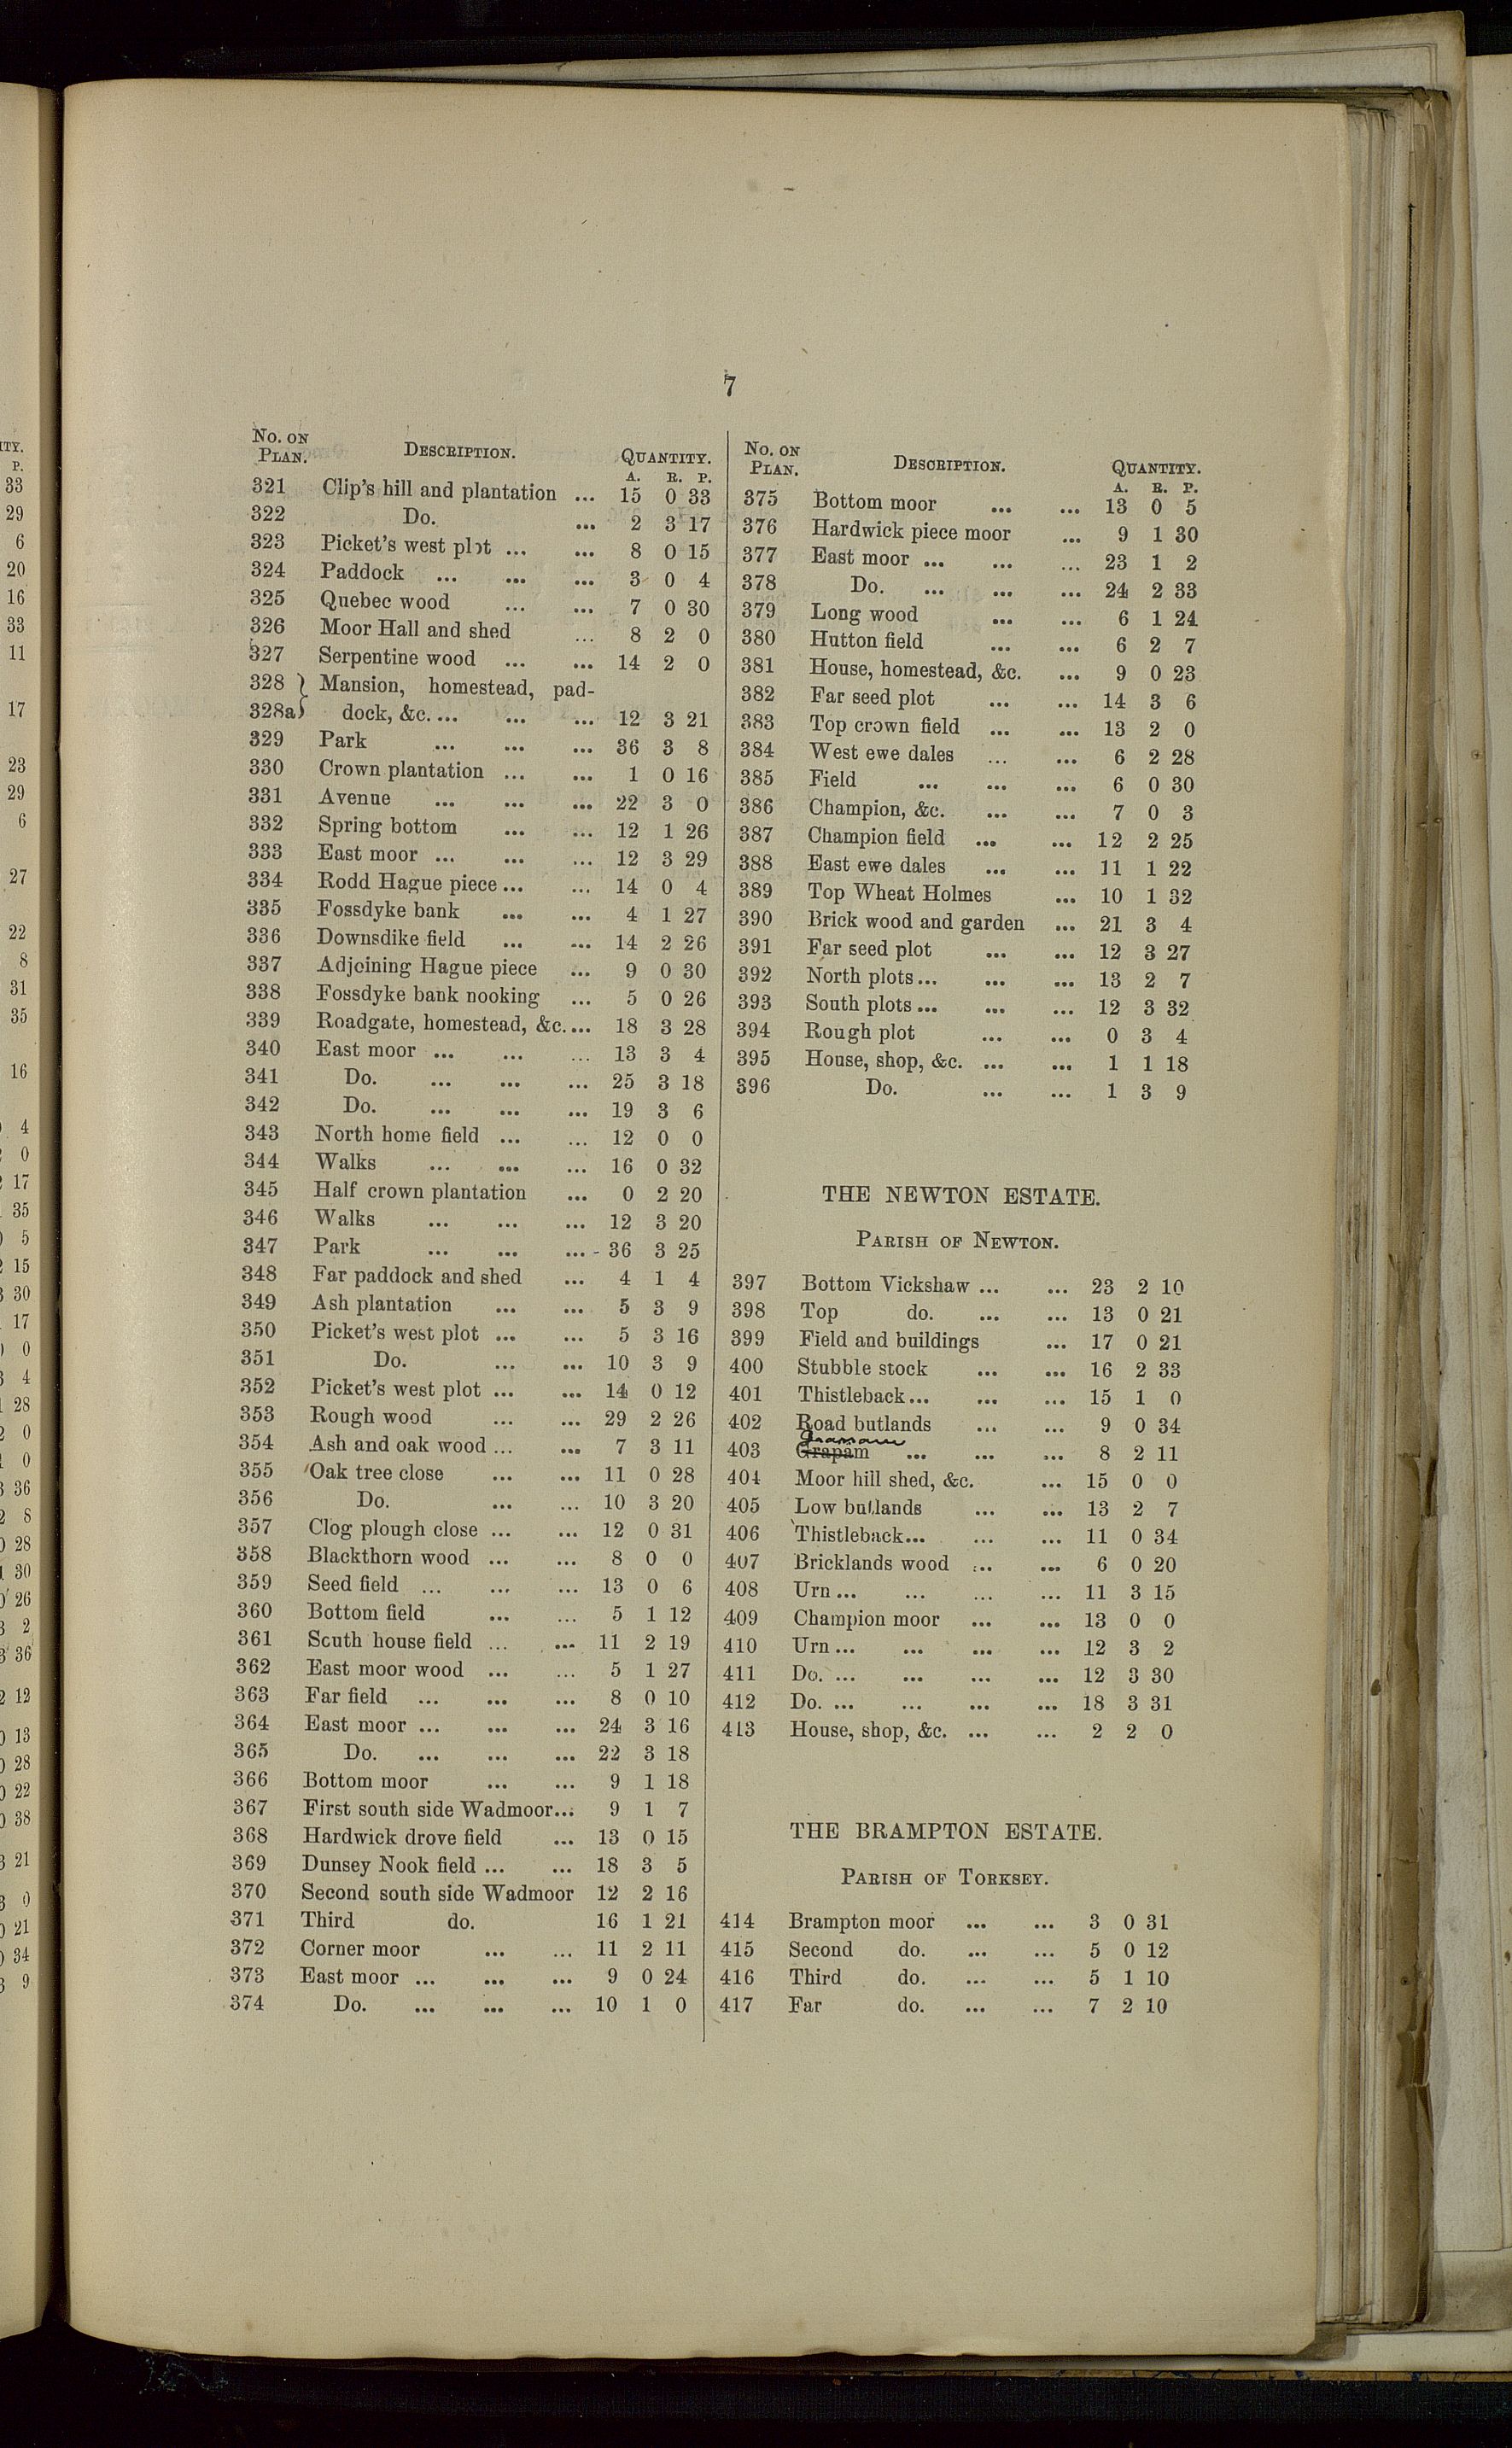 7
No. on Plan. Description. Quantity.
A. R. P.
321 Clip's hill and plantation ... 15 0 33
322 Do. ... 2 3 17
323 Picket's west plot ... ... 8 0 15
324 Paddock ... ... ... 3 0 4
325 Quebec wood ... ... 7 0 30
326 Moor Hall and shed ... 8 2 0
327 Serpentine wood ... ... 14 2 0
328 } Mansion, homestead, pad-
328a } dock, &c. ... ... ... 12 3 21
329 Park ... ... ... 36 3 8
330 Crown plantation ... ... 1 0 16
331 Avenue ... ... ... 22 3 0
332 Spring bottom ... ... 12 1 26
333 East moor ... ... ... 12 3 29
334 Rodd Hague piece ... ... 14 0 4
335 Fossdyke bank ... ... 4 1 27
336 Downsdike field ... ... 14 2 26
337 Adjoining Hague piece ... 9 0 30
338 Fossdyke bank nooking ... 5 0 26
339 Roadgate, homestead, &c. ... 18 3 28
340 East moor ... ... ... 13 3 4
341 Do. ... ... ... 25 3 18
342 Do. ... ... ... 19 3 6
343 North home field ... ... 12 0 0
344 Walks ... ... ... 16 0 32
345 Half crown plantation ... 0 2 20
346 Walks ... ... ... 12 3 20
347 Park ... ... ... 36 3 25
348 Far paddock and shed ... 4 1 4
349 Ash plantation ... ... 5 3 9
350 Picket's west plot ... ... 5 3 16
351 Do. ... ... 10 3 9
352 Picket's west plot ... ... 14 0 12
353 Rough wood ... ... 29 2 26
354 Ash and oak wood ... ... 7 3 11
355 Oak tree close ... ... 11 0 28
356 Do. ... ... 10 3 20
357 Clog plough close ... ... 12 0 31
358 Blackthorn wood ... ... 8 0 0
359 Seed field ... ... ... 13 0 6
360 Bottom field ... ... 5 1 12
361 South house field ... ... 11 2 19
362 East moor wood ... ... 5 1 27
363 Far field ... ... ... 8 0 10
364 East moor ... ... ... 24 3 16
365 Do. ... ... ... 22 3 18
366 Bottom moor ... ... 9 1 18
367 First south side Wadmoor... 9 1 7
368 Hardwick drove field ... 13 0 15
369 Dunsey Nook field ... ... 18 3 5
370 Second south side Wadmoor 12 2 16
371 Third do. 16 1 21
372 Corner moor ... ... 11 2 11
373 East moor ... ... ... 9 0 24
374 Do. ... ... ... 10 1 0
No. on Plan. Description. Quantity.
A. R. P.
375 Bottom moor ... ... 13 0 5
376 Hardwick piece moor ... 9 1 30
377 East moor ... ... ... 23 1 2
378 Do. ... ... ... 24 2 33
379 Long wood ... ... 6 1 24
380 Hutton field ... ... 6 2 7
381 House, homestead, &c. ... 9 0 23
382 Far seed plot ... ... 14 3 6
383 Top crown field ... ... 13 2 0
384 West ewe dales ... ... 6 2 28
385 Field ... ... ... 6 0 30
386 Champion, &c. ... ... 7 0 3
387 Champion field ... ... 12 2 25
388 East ewe dales ... ... 11 1 22
389 Top Wheat Holmes ... 10 1 32
390 Brick wood and garden ... 21 3 4
391 Far seed plot ... ... 12 3 27
392 North plots ... ... ... 13 2 7
393 South plots ... ... ... 12 3 32
394 Rough plot ... ... 0 3 4
395 House, shop, &c. ... ... 1 1 18
396 Do. ... ... 1 3 9
THE NEWTON ESTATE.
Parish of Newton.
397 Bottom Vickshaw ... ... 23 2 10
398 Top do. ... ... 13 0 21
399 Field and buildings ... 17 0 21
400 Stubble stock ... ... 16 2 33
401 Thistleback ... ... ... 15 1 0
402 Road butlands ... ... 9 0 34
403 Grapam ... ... ... 8 2 11
404 Moor hill shed, &c. ... 15 0 0
405 Low butlands ... ... 13 2 7
406 Thistleback ... ... ... 11 0 34
407 Bricklands wood ... ... 6 0 20
408 Urn ... ... ... ... 11 3 15
409 Champion moor ... ... 13 0 0
410 Urn ... ... ... ... 12 3 2
411 Do. ... ... ... ... 12 3 30
412 Do. ... ... ... ... 18 3 31
413 House, shop, &c. ... ... 2 2 0
THE BRAMPTON ESTATE.
Parish of Torksey.
414 Brampton moor ... ... 3 0 31
415 Second do. ... ... 5 0 12
416 Third do. ... ... 5 1 10
417 Far do. ... ... 7 2 10